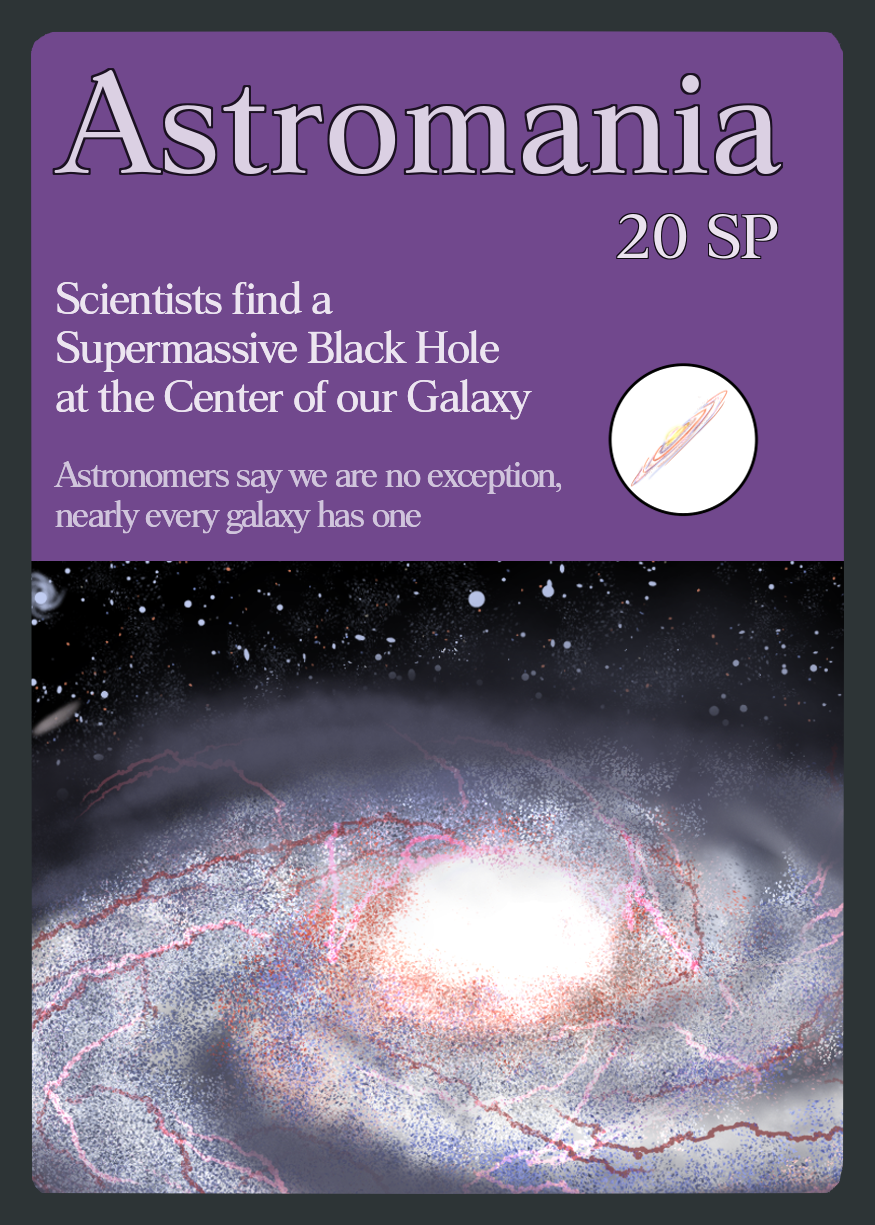 Astromania
20 SP
Scientists find a
Supermassive Black Hole
at the Center of our Galaxy
Astronomers say we are no exception,
nearly every galaxy has one